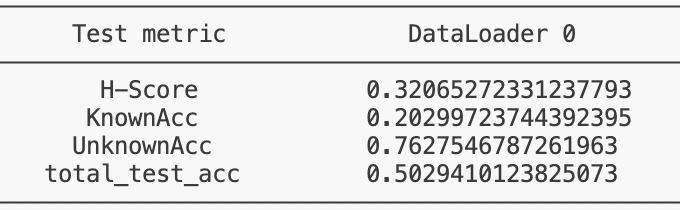 Test metric DataLoader 0
H-Score 0.32065272331237793
KnownAcc 0.20299723744392395
UnknownAcc 0.7627546787261963
total_test_acc 0.5029410123825073